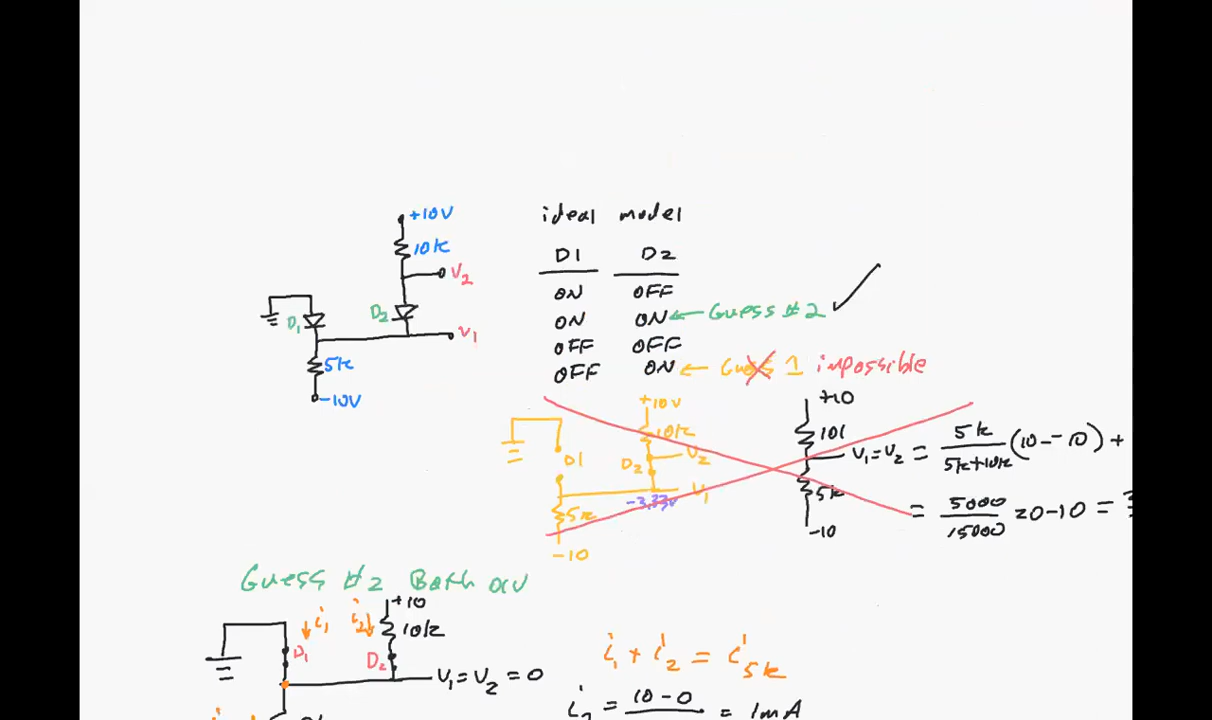 +10V
10k
V2
D1
D2
V1
5k
-10V
ideal model
D1 D2
ON OFF
ON ON ← Guess #2 ✓
OFF OFF
OFF ON ← Guess 1 impossible
+10V
10k
D1
D2
V2
V1
-3.33V
5k
-10
+10
V1=V2 = 5k / 5k+10k (10--10) +
5k
-10
= 5000 / 15000 20-10 =
Guess #2 Both ON
+10
i1 i2
10k
D1
D2
V1=V2=0
i1 + i2 = i5k
i2 = 10-0 = 1mA